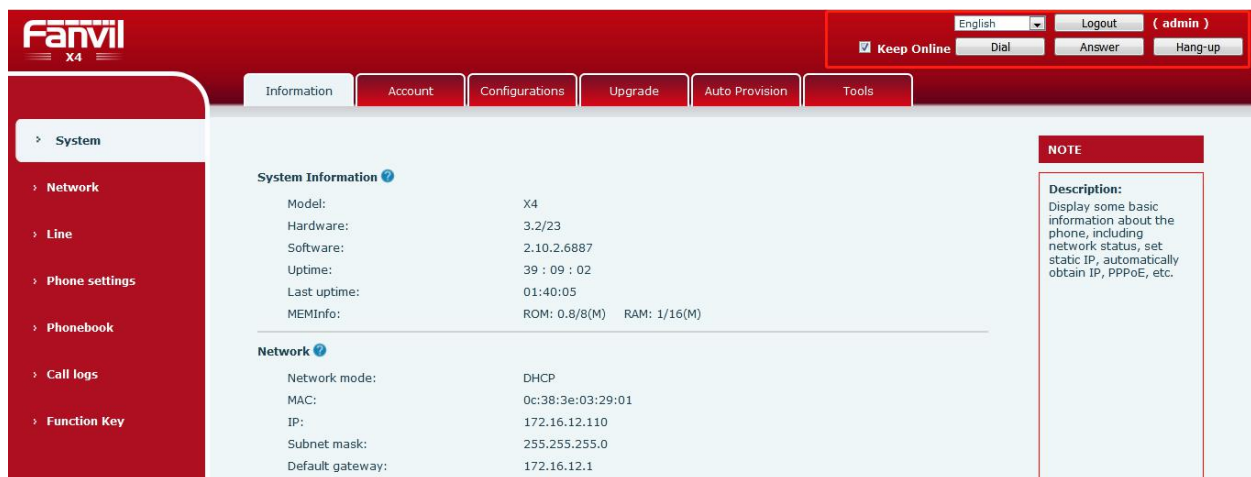 Fanvil
X4
English Logout ( admin )
Keep Online Dial Answer Hang-up
Information Account Configurations Upgrade Auto Provision Tools
› System
› Network
› Line
› Phone settings
› Phonebook
› Call logs
› Function Key
System Information ?
Model: X4
Hardware: 3.2/23
Software: 2.10.2.6887
Uptime: 39 : 09 : 02
Last uptime: 01:40:05
MEMInfo: ROM: 0.8/8(M) RAM: 1/16(M)
Network ?
Network mode: DHCP
MAC: 0c:38:3e:03:29:01
IP: 172.16.12.110
Subnet mask: 255.255.255.0
Default gateway: 172.16.12.1
NOTE
Description:
Display some basic
information about the
phone, including
network status, set
static IP, automatically
obtain IP, PPPoE, etc.